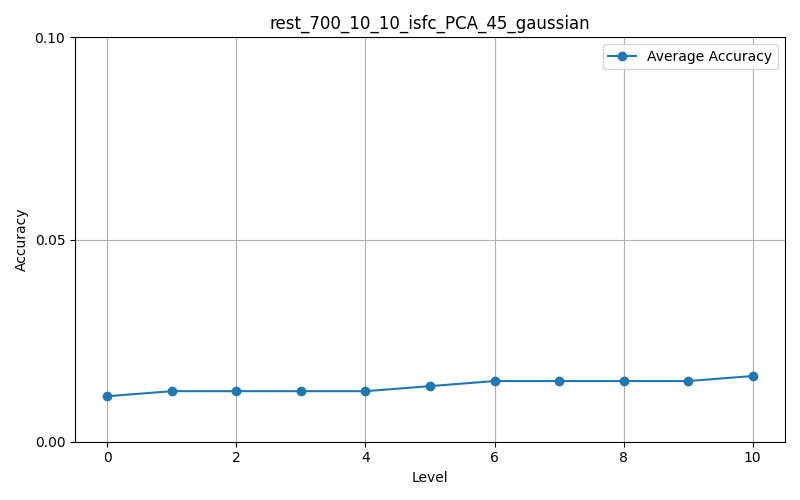 rest_700_10_10_isfc_PCA_45_gaussian
Average Accuracy
0.10
0.05
0.00
Accuracy
0 2 4 6 8 10
Level